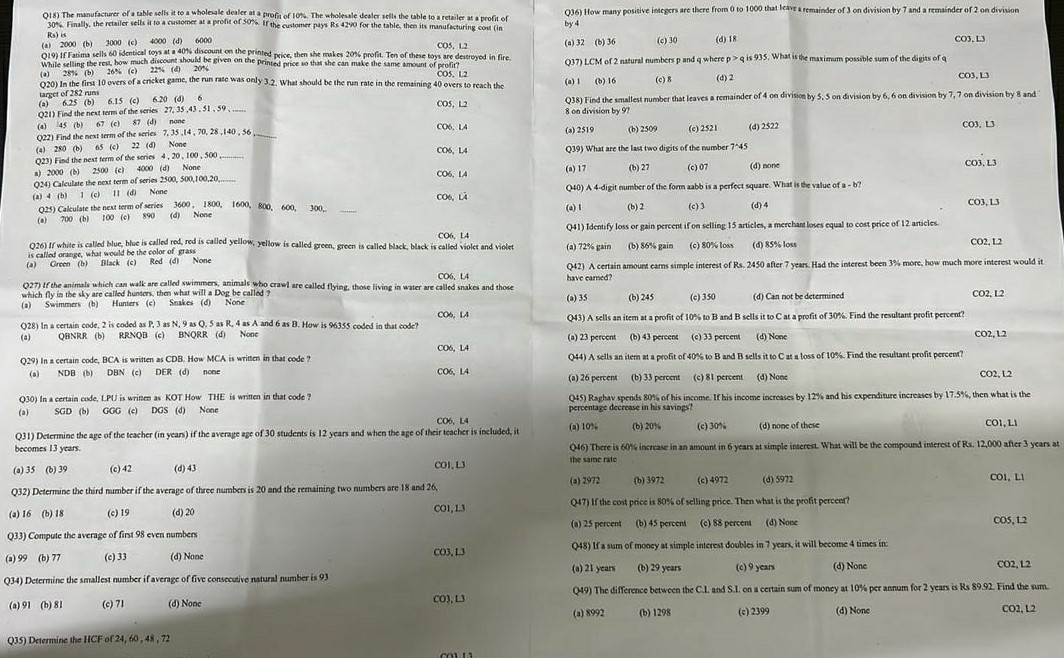 Q18) The manufacturer of a table sells it to a wholesale dealer at a profit of 10%. The wholesale dealer sells the table to a retailer at a profit of
30%. Finally, the retailer sells it to a customer at a profit of 50%. If the customer pays Rs 4290 for the table, then its manufacturing cost (in
Rs) is
(a) 2000 (b) 3000 (c) 4000 (d) 6000
CO5, L2
Q19) If Fatima sells 60 identical toys at a 40% discount on the printed price, then she makes 20% profit. Ten of these toys are destroyed in fire.
While selling the rest, how much discount should be given on the printed price so that she can make the same amount of profit?
(a) 28% (b) 26% (c) 22% (d) 20%
CO5, L2
Q20) In the first 10 overs of a cricket game, the run rate was only 3.2. What should be the run rate in the remaining 40 overs to reach the
target of 282 runs
(a) 6.25 (b) 6.15 (c) 6.20 (d) 6
CO5, L2
Q21) Find the next term of the series 27, 35 ,43 , 51 , 59 , ......
(a) 45 (b) 67 (c) 87 (d) none
CO6, L4
Q22) Find the next term of the series 7, 35 ,14 , 70, 28 ,140 , 56 ,..........
(a) 280 (b) 65 (c) 22 (d) None
CO6, L4
Q23) Find the next term of the series 4 , 20 , 100 , 500 ,..........
a) 2000 (b) 2500 (c) 4000 (d) None
CO6, L4
Q24) Calculate the next term of series 2500, 500,100,20,.......
(a) 4 (b) 1 (c) 11 (d) None
CO6, L4
Q25) Calculate the next term of series 3600 , 1800, 1600, 800, 600, 300,. .......
(a) 700 (b) 100 (c) 890 (d) None
CO6, L4
Q26) If white is called blue, blue is called red, red is called yellow, yellow is called green, green is called black, black is called violet and violet
is called orange, what would be the color of grass
(a) Green (b) Black (c) Red (d) None
CO6, L4
Q27) If the animals which can walk are called swimmers, animals who crawl are called flying, those living in water are called snakes and those
which fly in the sky are called hunters, then what will a Dog be called ?
(a) Swimmers (b) Hunters (c) Snakes (d) None
CO6, L4
Q28) In a certain code, 2 is coded as P, 3 as N, 9 as Q, 5 as R, 4 as A and 6 as B. How is 96355 coded in that code?
(a) QBNRR (b) RRNQB (c) BNQRR (d) None
CO6, L4
Q29) In a certain code, BCA is written as CDB. How MCA is written in that code ?
(a) NDB (b) DBN (c) DER (d) none
CO6, L4
Q30) In a certain code, LPU is written as KOT How THE is written in that code ?
(a) SGD (b) GGG (c) DGS (d) None
CO6, L4
Q31) Determine the age of the teacher (in years) if the average age of 30 students is 12 years and when the age of their teacher is included, it
becomes 13 years.
(a) 35 (b) 39 (c) 42 (d) 43
CO1, L3
Q32) Determine the third number if the average of three numbers is 20 and the remaining two numbers are 18 and 26,
(a) 16 (b) 18 (c) 19 (d) 20
CO1, L3
Q33) Compute the average of first 98 even numbers
(a) 99 (b) 77 (c) 33 (d) None
CO3, L3
Q34) Determine the smallest number if average of five consecutive natural number is 93
(a) 91 (b) 81 (c) 71 (d) None
CO3, L3
Q35) Determine the HCF of 24, 60 , 48 , 72
CO3 L3
Q36) How many positive integers are there from 0 to 1000 that leave a remainder of 3 on division by 7 and a remainder of 2 on division
by 4
(a) 32 (b) 36 (c) 30 (d) 18
CO3, L3
Q37) LCM of 2 natural numbers p and q where p > q is 935. What is the maximum possible sum of the digits of q
(a) 1 (b) 16 (c) 8 (d) 2
CO3, L3
Q38) Find the smallest number that leaves a remainder of 4 on division by 5, 5 on division by 6, 6 on division by 7, 7 on division by 8 and
8 on division by 9?
(a) 2519 (b) 2509 (c) 2521 (d) 2522
CO3, L3
Q39) What are the last two digits of the number 7^45
(a) 17 (b) 27 (c) 07 (d) none
CO3, L3
Q40) A 4-digit number of the form aabb is a perfect square. What is the value of a - b?
(a) 1 (b) 2 (c) 3 (d) 4
CO3, L3
Q41) Identify loss or gain percent if on selling 15 articles, a merchant loses equal to cost price of 12 articles.
(a) 72% gain (b) 86% gain (c) 80% loss (d) 85% loss
CO2, L2
Q42) A certain amount earns simple interest of Rs. 2450 after 7 years. Had the interest been 3% more, how much more interest would it
have earned?
(a) 35 (b) 245 (c) 350 (d) Can not be determined
CO2, L2
Q43) A sells an item at a profit of 10% to B and B sells it to C at a profit of 30%. Find the resultant profit percent?
(a) 23 percent (b) 43 percent (c) 33 percent (d) None
CO2, L2
Q44) A sells an item at a profit of 40% to B and B sells it to C at a loss of 10%. Find the resultant profit percent?
(a) 26 percent (b) 33 percent (c) 81 percent (d) None
CO2, L2
Q45) Raghav spends 80% of his income. If his income increases by 12% and his expenditure increases by 17.5%, then what is the
percentage decrease in his savings?
(a) 10% (b) 20% (c) 30% (d) none of these
CO1, L1
Q46) There is 60% increase in an amount in 6 years at simple interest. What will be the compound interest of Rs. 12,000 after 3 years at
the same rate
(a) 2972 (b) 3972 (c) 4972 (d) 5972
CO1, L1
Q47) If the cost price is 80% of selling price. Then what is the profit percent?
(a) 25 percent (b) 45 percent (c) 88 percent (d) None
CO5, L2
Q48) If a sum of money at simple interest doubles in 7 years, it will become 4 times in:
(a) 21 years (b) 29 years (c) 9 years (d) None
CO2, L2
Q49) The difference between the C.I. and S.I. on a certain sum of money at 10% per annum for 2 years is Rs 89.92. Find the sum.
(a) 8992 (b) 1298 (c) 2399 (d) None
CO2, L2